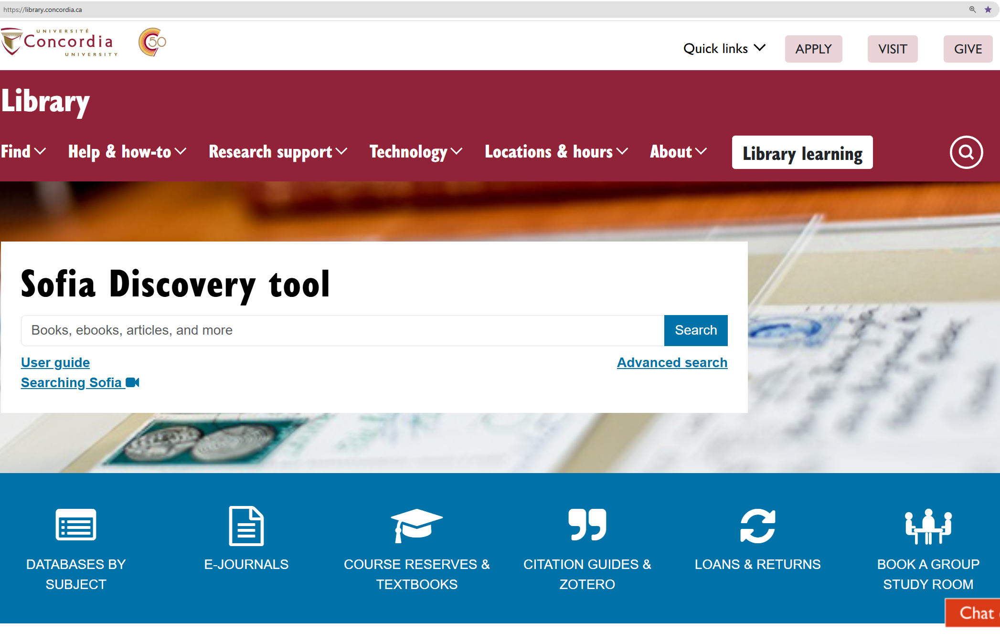 https://library.concordia.ca
UNIVERSITÉ
Concordia
UNIVERSITY
50
Quick links
APPLY
VISIT
GIVE
Library
Find
Help & how-to
Research support
Technology
Locations & hours
About
Library learning
Sofia Discovery tool
Books, ebooks, articles, and more
Search
User guide
Advanced search
Searching Sofia
DATABASES BY
SUBJECT
E-JOURNALS
COURSE RESERVES &
TEXTBOOKS
CITATION GUIDES &
ZOTERO
LOANS & RETURNS
BOOK A GROUP
STUDY ROOM
Chat